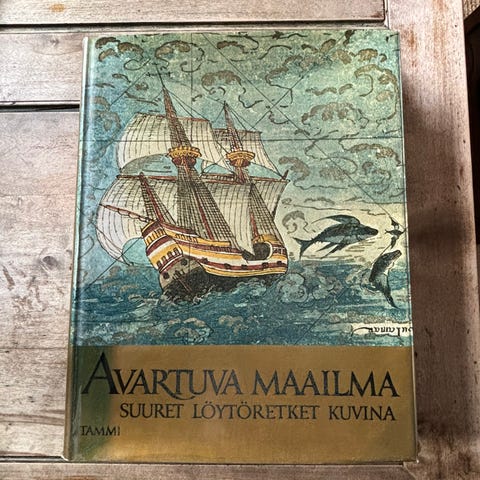 AVARTUVA MAAILMA
SUURET LÖYTÖRETKET KUVINA
TAMMI